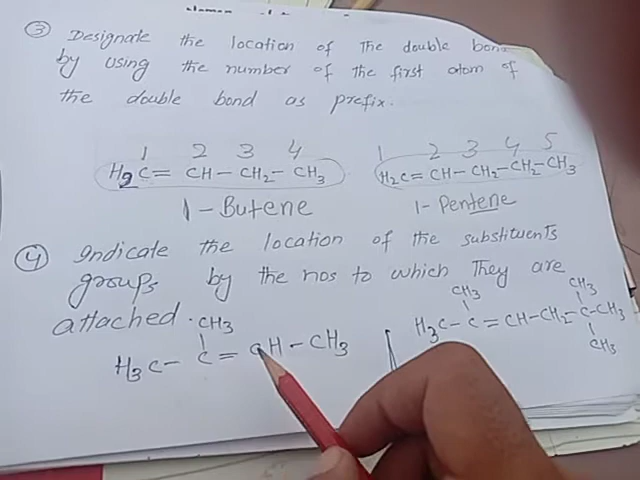 ③ Designate the location of the double bond
by using the number of the first atom of
the double bond as prefix.
1 2 3 4
H2C= CH - CH2 - CH3
1 - Butene
1 2 3 4 5
H2C = CH - CH2 - CH2 - CH3
1- Pentene
④ Indicate the location of the substituents
groups by the nos to which they are
attached.
CH3
H3C - C = CH - CH3
CH3 CH3
H3C - C = CH - CH2 - C - CH3
CH3